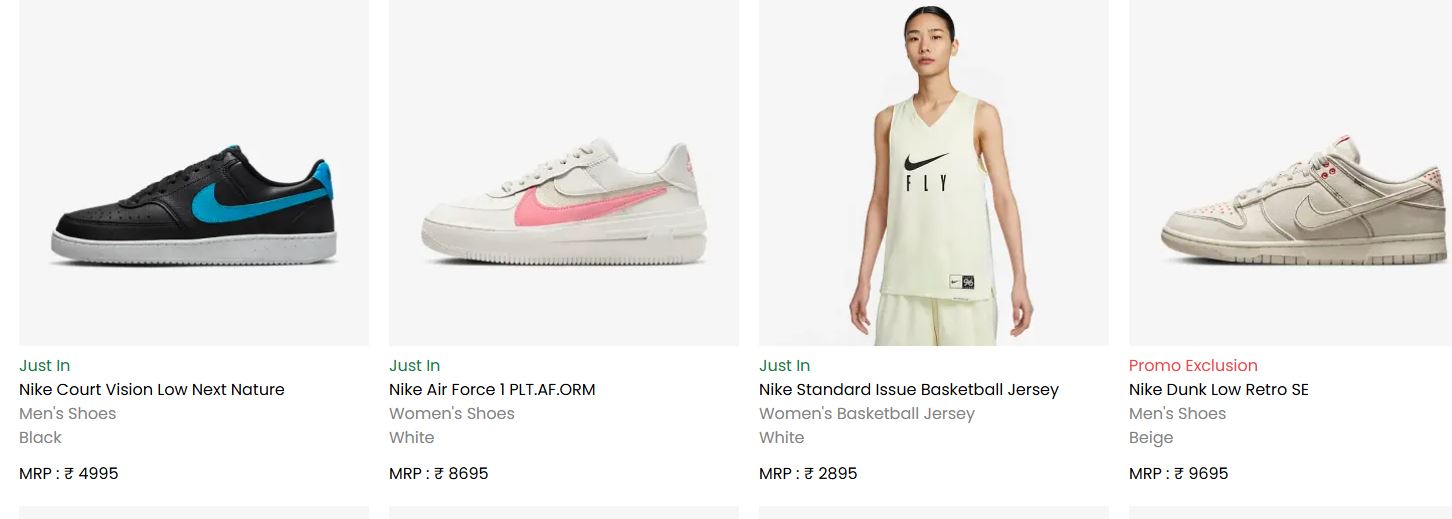 FLY
Just In
Nike Court Vision Low Next Nature
Men's Shoes
Black
MRP : ₹ 4995
Just In
Nike Air Force 1 PLT.AF.ORM
Women's Shoes
White
MRP : ₹ 8695
Just In
Nike Standard Issue Basketball Jersey
Women's Basketball Jersey
White
MRP : ₹ 2895
Promo Exclusion
Nike Dunk Low Retro SE
Men's Shoes
Beige
MRP : ₹ 9695